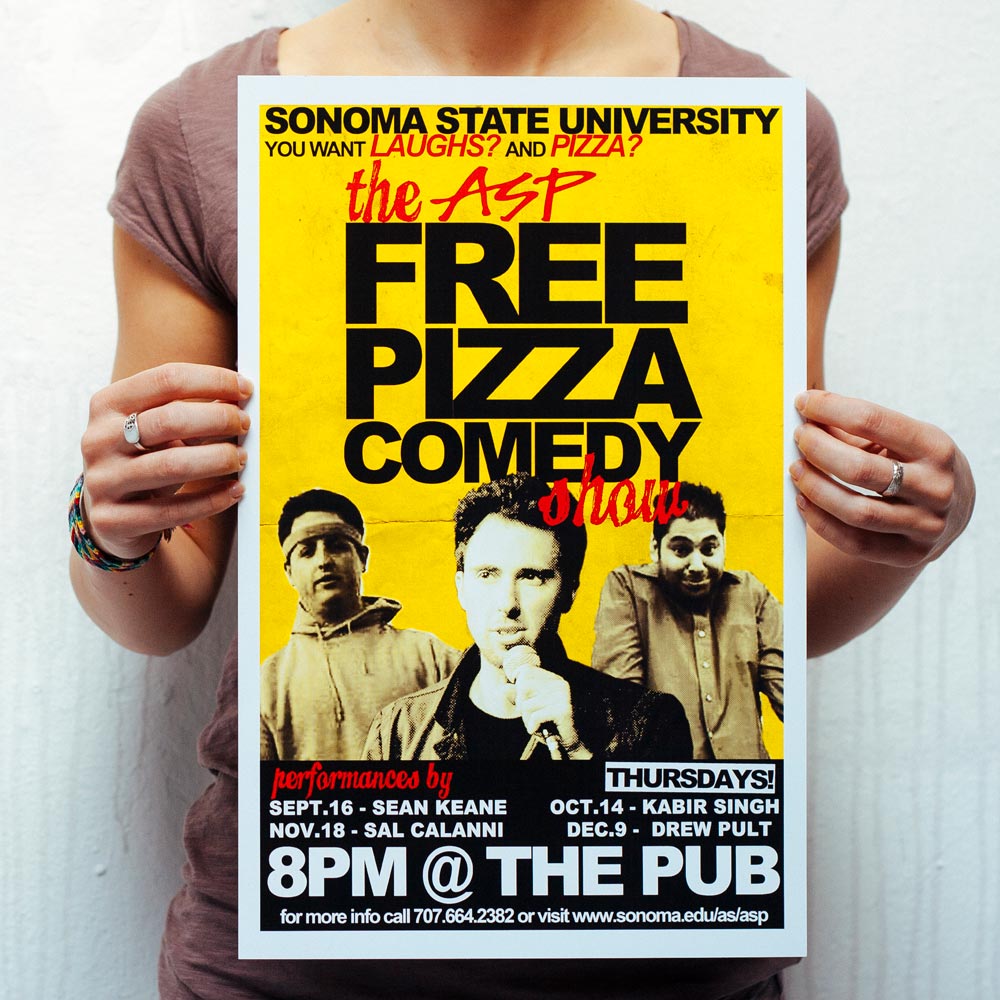 SONOMA STATE UNIVERSITY
YOU WANT LAUGHS? AND PIZZA?
the ASP
FREE
PIZZA
COMEDY
show
performances by THURSDAYS!
SEPT.16 - SEAN KEANE OCT.14 - KABIR SINGH
NOV.18 - SAL CALANNI DEC.9 - DREW PULT
8PM @ THE PUB
for more info call 707.664.2382 or visit www.sonoma.edu/as/asp